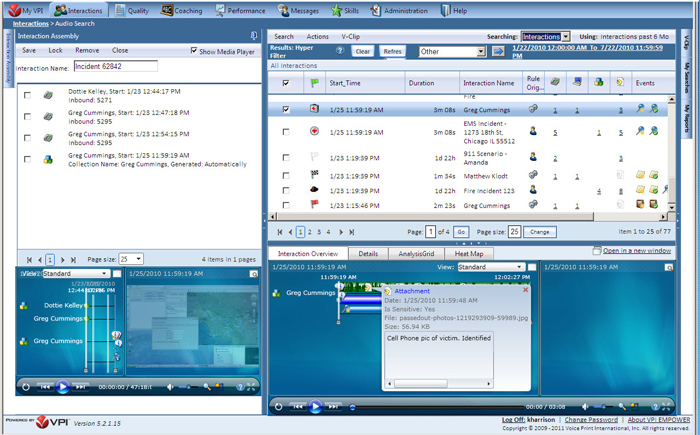 My VPI Interactions Quality Coaching Performance Messages Skills Administration Help
Interactions > Audio Search
Interaction Assembly
Save Lock Remove Close Show Media Player
Interaction Name: Incident 62842
Dottie Kelley, Start: 1/23 12:44:17 PM
Inbound: 5271
Greg Cummings, Start: 1/23 12:47:18 PM
Inbound: 5295
Greg Cummings, Start: 1/23 12:54:15 PM
Inbound: 5295
Greg Cummings, Start: 1/25 11:59:19 AM
Collection Name: Greg Cummings, Generated: Automatically
1 Page size: 25 4 items in 1 pages
View: Standard 1/25/2010 11:59:19 AM
Dottie Kelley
Greg Cummings
Greg Cummings
00:00:00 / 47:18
Search Actions V-Clip Searching: Interactions Using: Interactions past 6 Mo
Results: Hyper Filter Clear Refres Other 1/22/2010 12:00:00 AM To 7/22/2010 11:59:59 PM
All Interactions
Start_Time Duration Interaction Name Rule Orig... Events
Fire
1/25 11:59:19 AM 3m 08s Greg Cummings 1 1 3
1/25 11:59:19 AM 3m 08s EMS Incident - 1273 18th St, Chicago IL 55512 5 1 5
1/23 1:19:39 PM 1d 22h 911 Scenario - Amanda 2 3
1/23 1:19:39 PM 1m 34s Matthew Klodt 1 1
1/23 1:19:39 PM 1d 22h Fire Incident 123 4 8
1/23 1:15:46 PM 2m 23s Greg Cummings 1 1
1 2 3 4 Page: 1 of 4 Go Page size: 25 Change Item 1 to 25 of 77
Interaction Overview Details AnalysisGrid Heat Map Open in a new window
1/25/2010 11:59:19 AM View: Standard 1/25/2010 11:59:19 AM
11:59:19 AM 12:02:27 PM
Greg Cummings
Attachment
Date: 1/25/2010 11:59:48 AM
Is Sensitive: Yes
File: passedout-photos-1219293909-59989.jpg
Size: 56.94 KB
Cell Phone pic of victim. Identified
00:00 / 03:08
V-Clip
My Searches
My Reports
POWERED BY VPI Version 5.2.1.15
Log Off: kharrison | Change Password | About VPI EMPOWER
Copyright © 2009 - 2011 Voice Print International, Inc. All rights reserved.